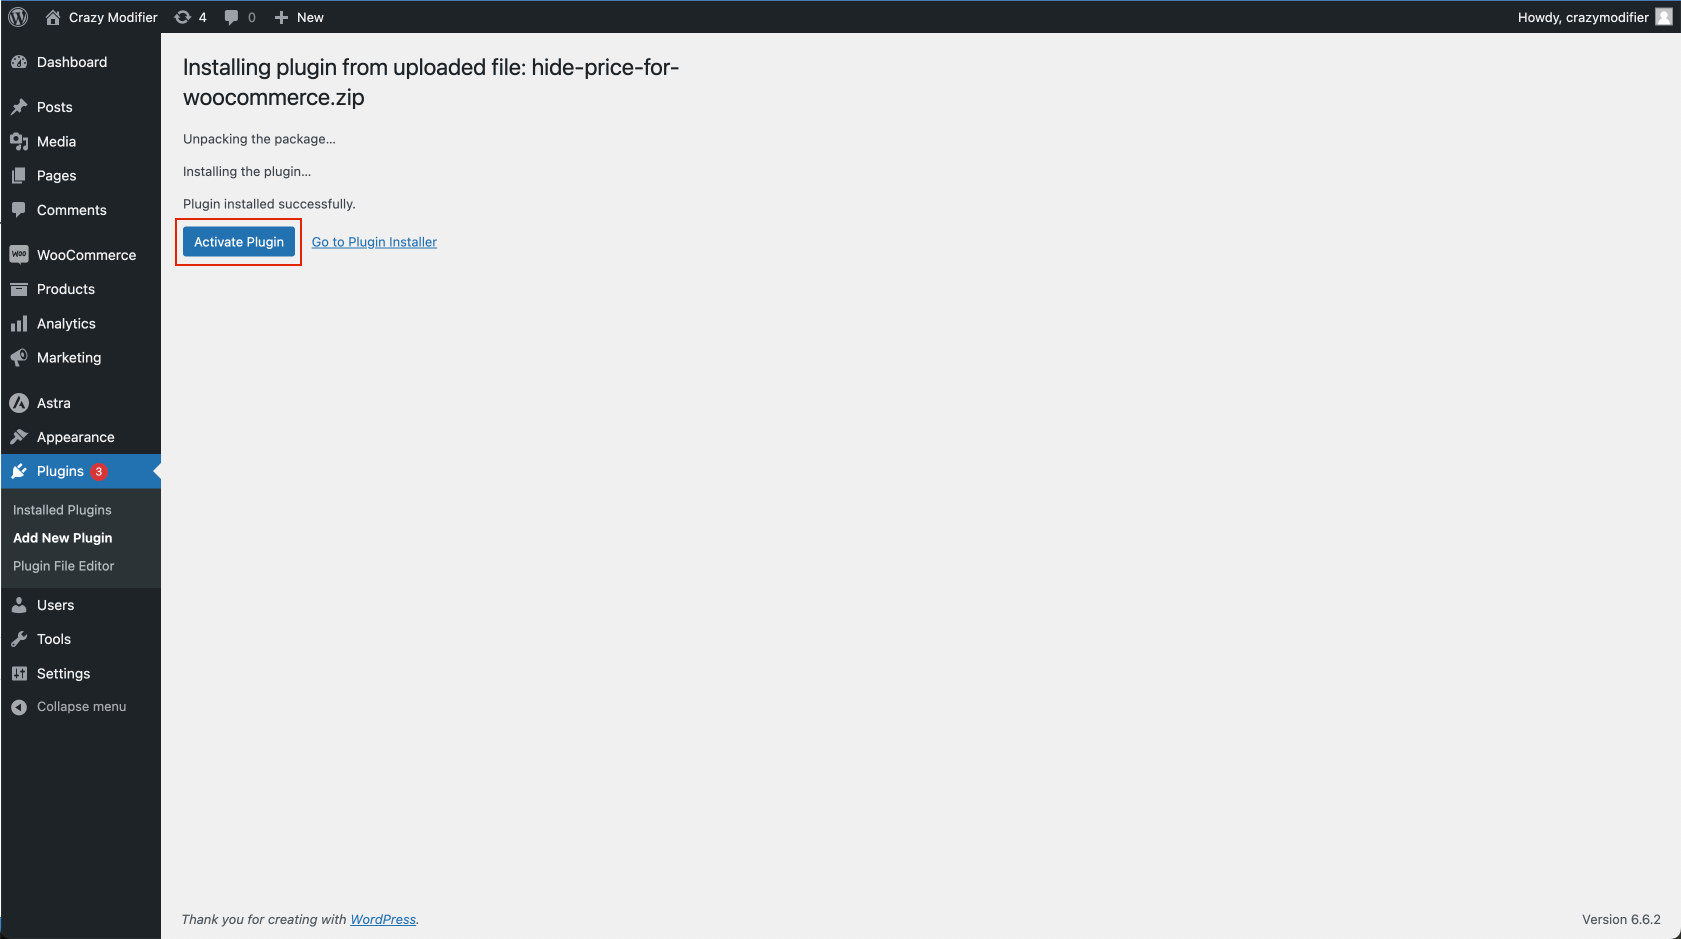 Crazy Modifier 4 0 New Howdy, crazymodifier
Dashboard
Posts
Media
Pages
Comments
WooCommerce
Products
Analytics
Marketing
Astra
Appearance
Plugins 3
Installed Plugins
Add New Plugin
Plugin File Editor
Users
Tools
Settings
Collapse menu
Installing plugin from uploaded file: hide-price-for-
woocommerce.zip
Unpacking the package…
Installing the plugin…
Plugin installed successfully.
Activate Plugin Go to Plugin Installer
Thank you for creating with WordPress. Version 6.6.2